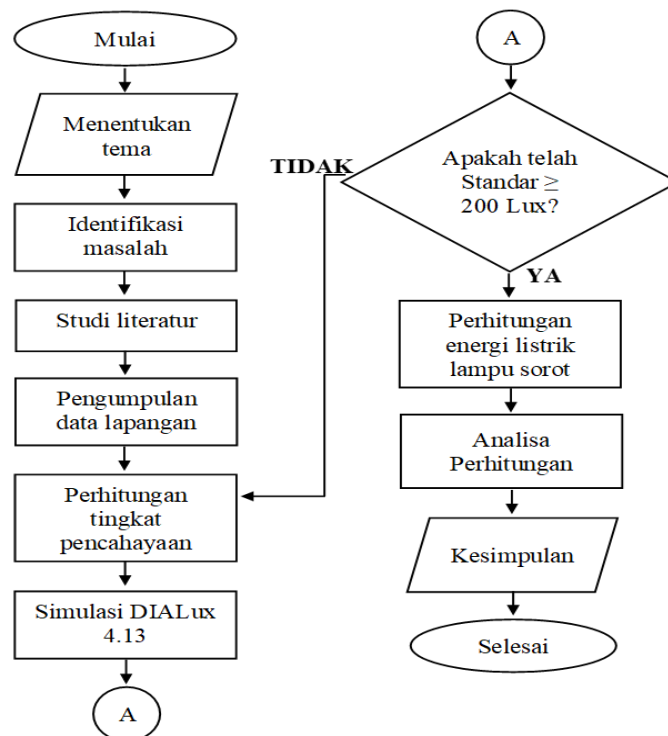 Mulai
Menentukan
tema
Identifikasi
masalah
Studi literatur
Pengumpulan
data lapangan
Perhitungan
tingkat
pencahayaan
Simulasi DIALux
4.13
A
A
Apakah telah
Standar ≥
200 Lux?
TIDAK
YA
Perhitungan
energi listrik
lampu sorot
Analisa
Perhitungan
Kesimpulan
Selesai